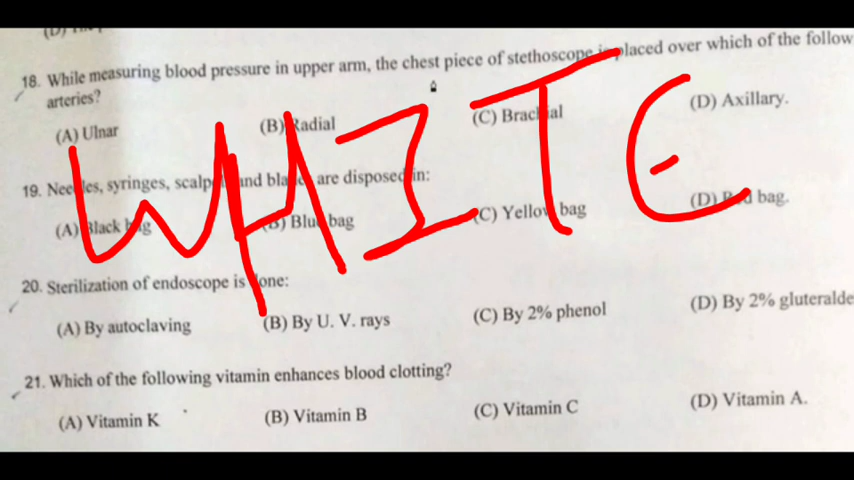 18. While measuring blood pressure in upper arm, the chest piece of stethoscope is placed over which of the follow
arteries?
(A) Ulnar (B) Radial (C) Brachial (D) Axillary.
WHITE
19. Needles, syringes, scalpel and blades are disposed in:
(A) Black bag (B) Blue bag (C) Yellow bag (D) Red bag.
20. Sterilization of endoscope is done:
(A) By autoclaving (B) By U. V. rays (C) By 2% phenol (D) By 2% gluteralde
21. Which of the following vitamin enhances blood clotting?
(A) Vitamin K (B) Vitamin B (C) Vitamin C (D) Vitamin A.